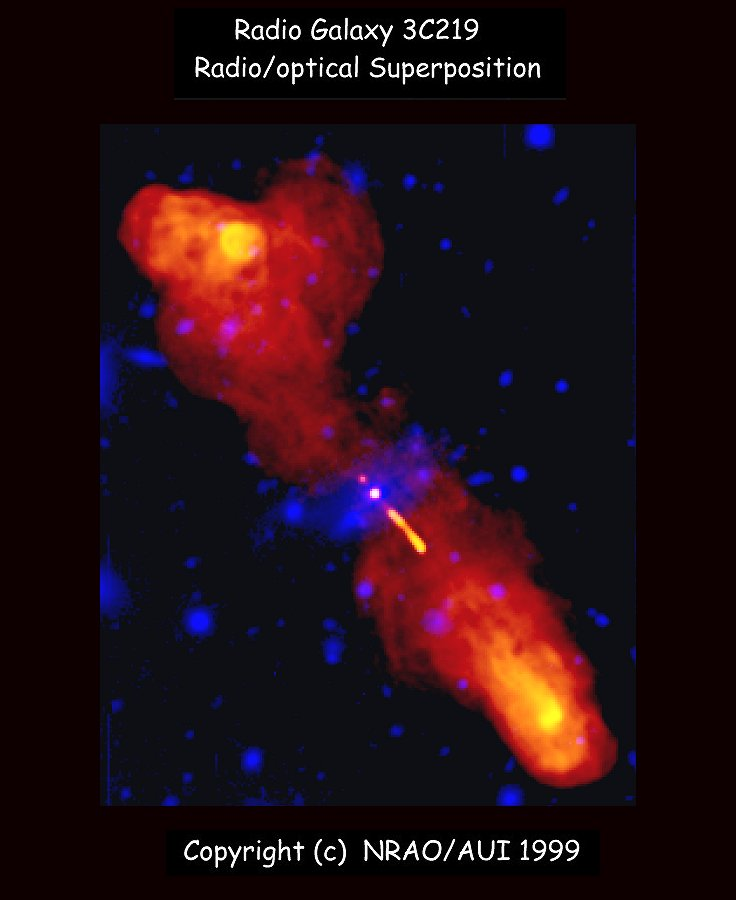 Radio Galaxy 3C219
Radio/optical Superposition
Copyright (c) NRAO/AUI 1999